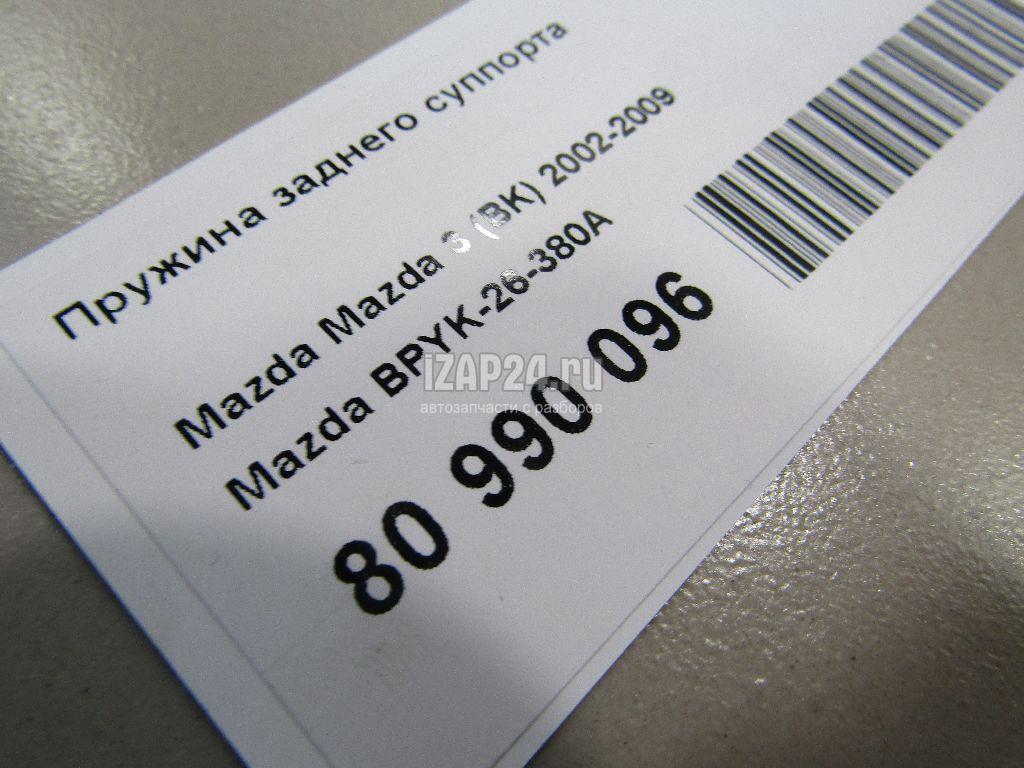 Пружина заднего суппорта
Mazda Mazda 3 (BK) 2002-2009
Mazda BPYK-26-380A
80 990 096
iZAP24.ru
автозапчасти с разборов